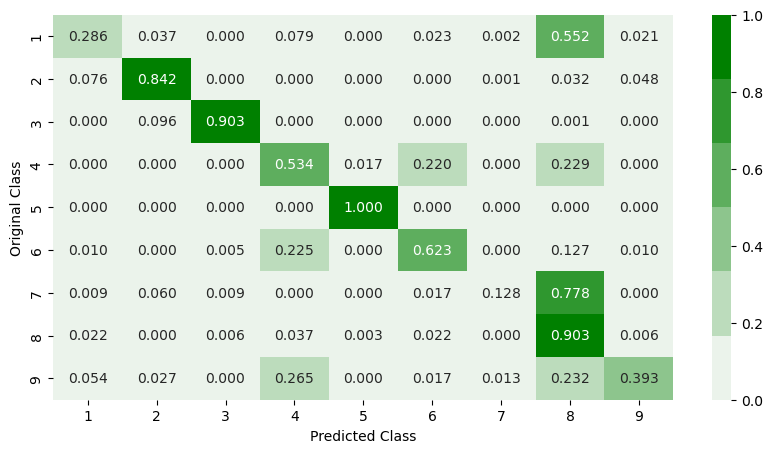 1 0.286 0.037 0.000 0.079 0.000 0.023 0.002 0.552 0.021
2 0.076 0.842 0.000 0.000 0.000 0.001 0.001 0.032 0.048
3 0.000 0.096 0.903 0.000 0.000 0.000 0.000 0.001 0.000
4 0.000 0.000 0.000 0.534 0.017 0.220 0.000 0.229 0.000
5 0.000 0.000 0.000 0.000 1.000 0.000 0.000 0.000 0.000
6 0.010 0.000 0.005 0.225 0.000 0.623 0.000 0.127 0.010
7 0.009 0.060 0.009 0.000 0.000 0.017 0.128 0.778 0.000
8 0.022 0.000 0.006 0.037 0.003 0.022 0.000 0.903 0.006
9 0.054 0.027 0.000 0.265 0.000 0.017 0.013 0.232 0.393
1 2 3 4 5 6 7 8 9
Predicted Class
Original Class
1.0
0.8
0.6
0.4
0.2
0.0